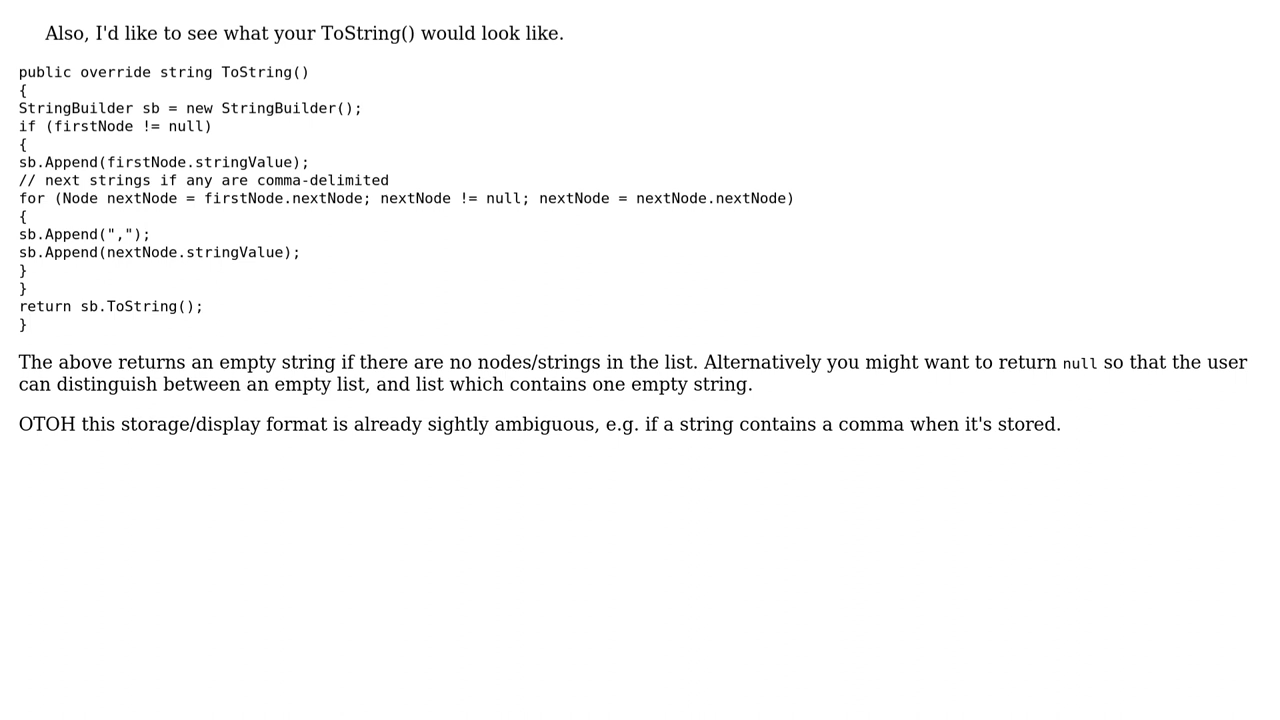 Also, I'd like to see what your ToString() would look like.
public override string ToString()
{
StringBuilder sb = new StringBuilder();
if (firstNode != null)
{
sb.Append(firstNode.stringValue);
// next strings if any are comma-delimited
for (Node nextNode = firstNode.nextNode; nextNode != null; nextNode = nextNode.nextNode)
{
sb.Append(",");
sb.Append(nextNode.stringValue);
}
}
return sb.ToString();
}
The above returns an empty string if there are no nodes/strings in the list. Alternatively you might want to return null so that the user
can distinguish between an empty list, and list which contains one empty string.
OTOH this storage/display format is already sightly ambiguous, e.g. if a string contains a comma when it's stored.